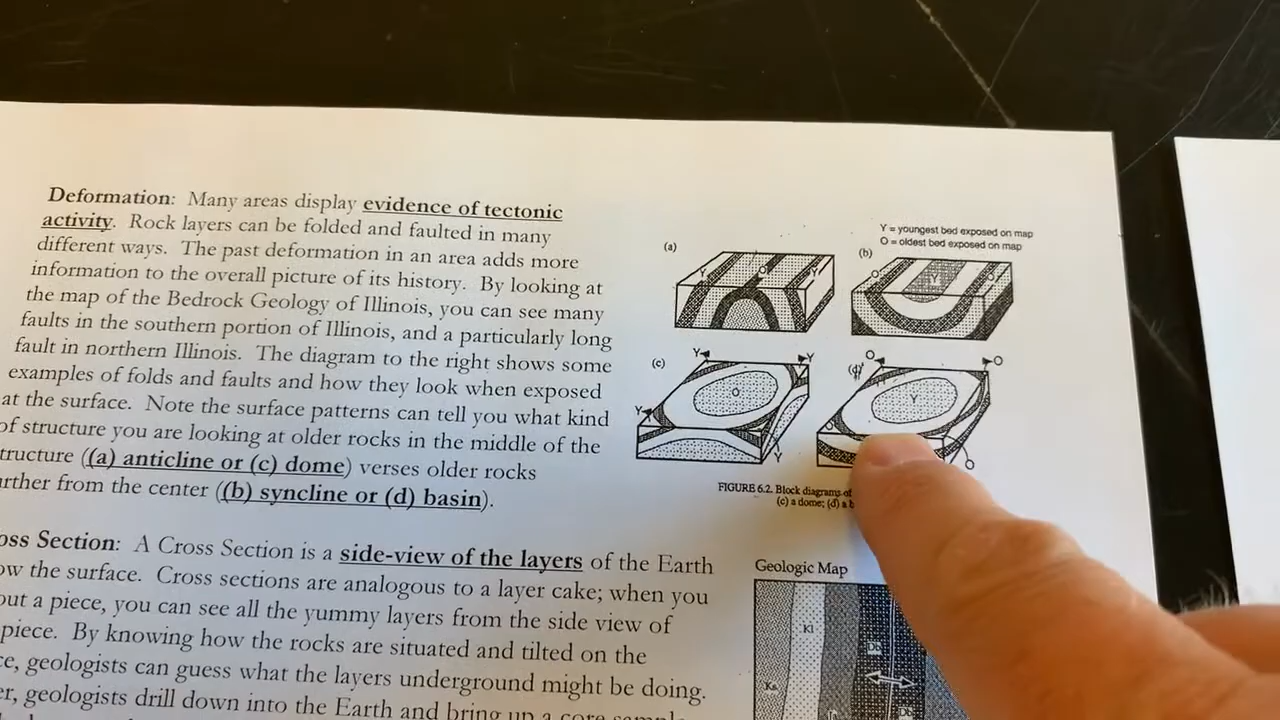 Deformation: Many areas display evidence of tectonic
activity. Rock layers can be folded and faulted in many
different ways. The past deformation in an area adds more
information to the overall picture of its history. By looking at
the map of the Bedrock Geology of Illinois, you can see many
faults in the southern portion of Illinois, and a particularly long
fault in northern Illinois. The diagram to the right shows some
examples of folds and faults and how they look when exposed
at the surface. Note the surface patterns can tell you what kind
of structure you are looking at older rocks in the middle of the
tructure ((a) anticline or (c) dome) verses older rocks
rther from the center ((b) syncline or (d) basin).
Y = youngest bed exposed on map
O = oldest bed exposed on map
(a)
Y O Y
(b)
O Y O
(c)
Y Y
O
Y
Y
(d)
O O
Y
O
O
FIGURE 6.2. Block diagrams of
(c) a dome; (d) a b
oss Section: A Cross Section is a side-view of the layers of the Earth
ow the surface. Cross sections are analogous to a layer cake; when you
out a piece, you can see all the yummy layers from the side view of
piece. By knowing how the rocks are situated and tilted on the
ce, geologists can guess what the layers underground might be doing.
er, geologists drill down into the Earth and bring up a core sample
Geologic Map
Kl
Ks